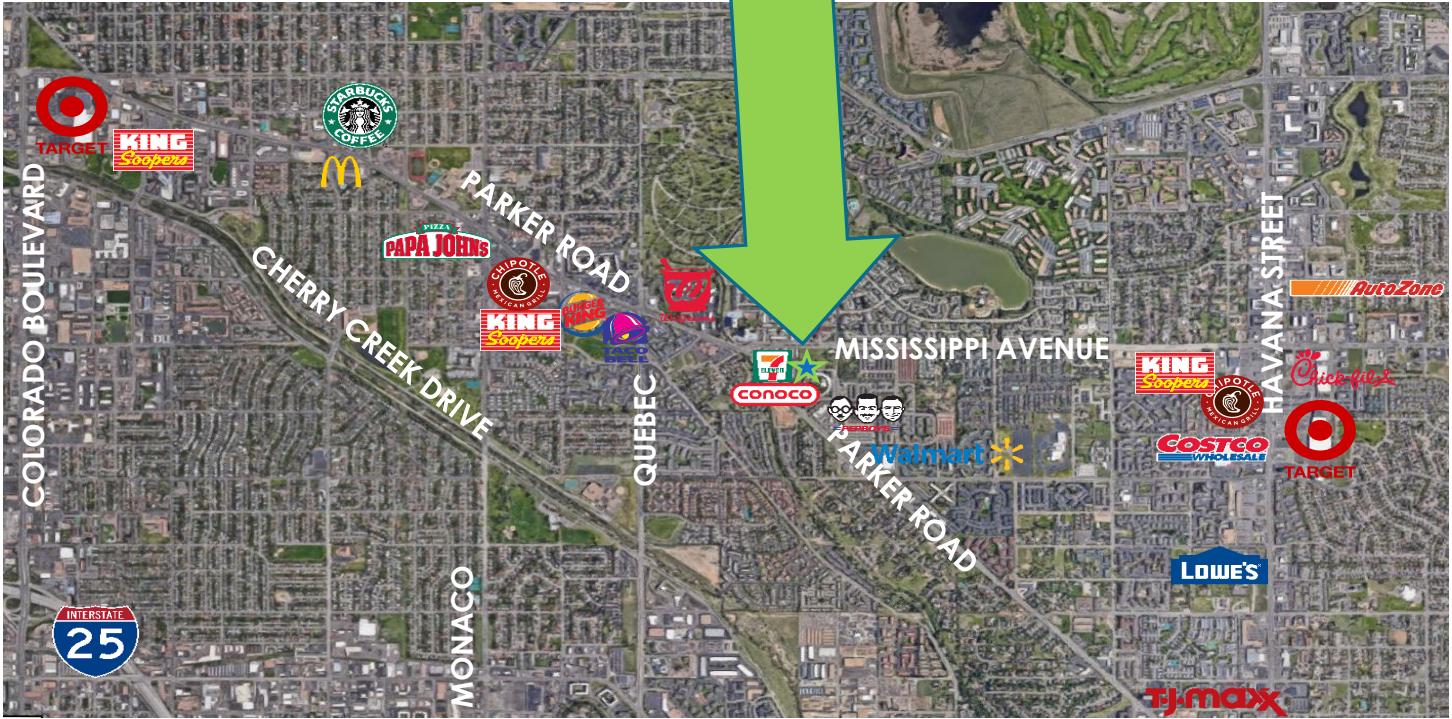 TARGET
KING
Soopers
STARBUCKS
COFFEE
COLORADO BOULEVARD
PARKER ROAD
PIZZA
PAPA JOHNS
CHERRY CREEK DRIVE
CHIPOTLE
MEXICAN GRILL
KING
Soopers
BURGER
KING
TACO
BELL
QUEBEC
7
ELEVEN
conoco
MISSISSIPPI AVENUE
PEPBOYS
Walmart
PARKER ROAD
HAVANA STREET
AutoZone
KING
Soopers
CHIPOTLE
MEXICAN GRILL
Chick-fil-A
COSTCO
WHOLESALE
TARGET
LOWE'S
INTERSTATE
25
MONACO
T·J·maxx